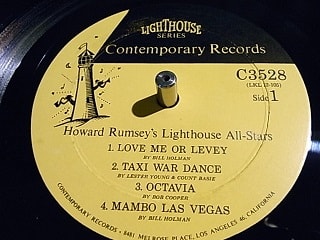 LIGHTHOUSE
SERIES
Contemporary Records
C3528
(LKL 12-105)
Side 1
Howard Rumsey's Lighthouse All-Stars
1. LOVE ME OR LEVEY
BY BILL HOLMAN
2. TAXI WAR DANCE
BY LESTER YOUNG & COUNT BASIE
3. OCTAVIA
BY BOB COOPER
4. MAMBO LAS VEGAS
BY BILL HOLMAN
CONTEMPORARY RECORDS • 8481 MELROSE PLACE, LOS ANGELES 46, CALIFORNIA